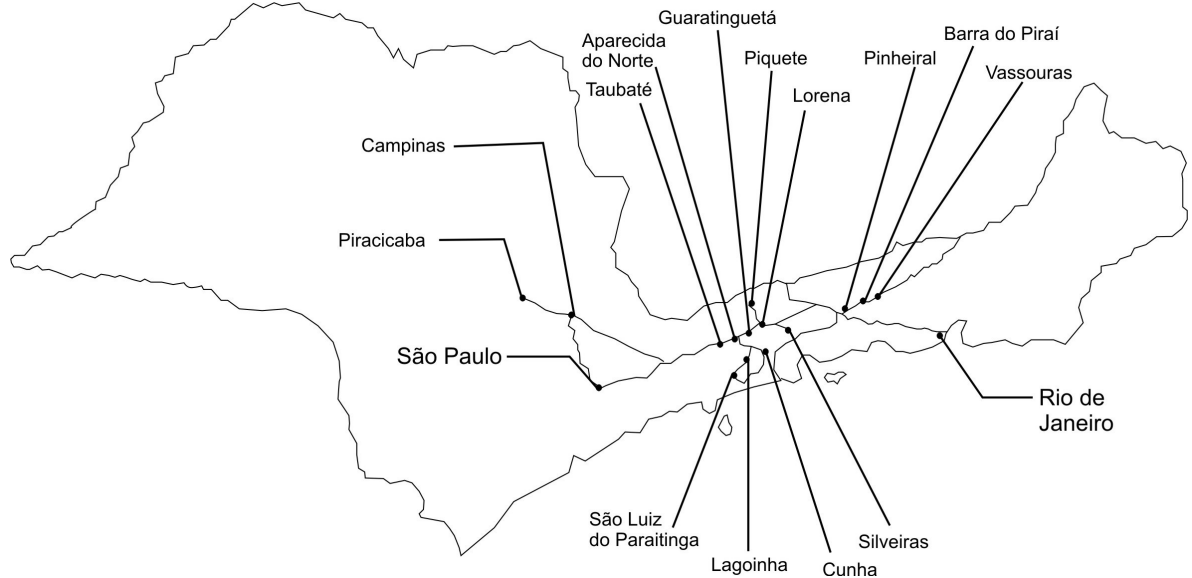 Guaratinguetá
Aparecida
do Norte
Taubaté
Piquete
Lorena
Pinheiral
Barra do Piraí
Vassouras
Campinas
Piracicaba
São Paulo
Rio de
Janeiro
São Luiz
do Paraitinga
Lagoinha
Cunha
Silveiras